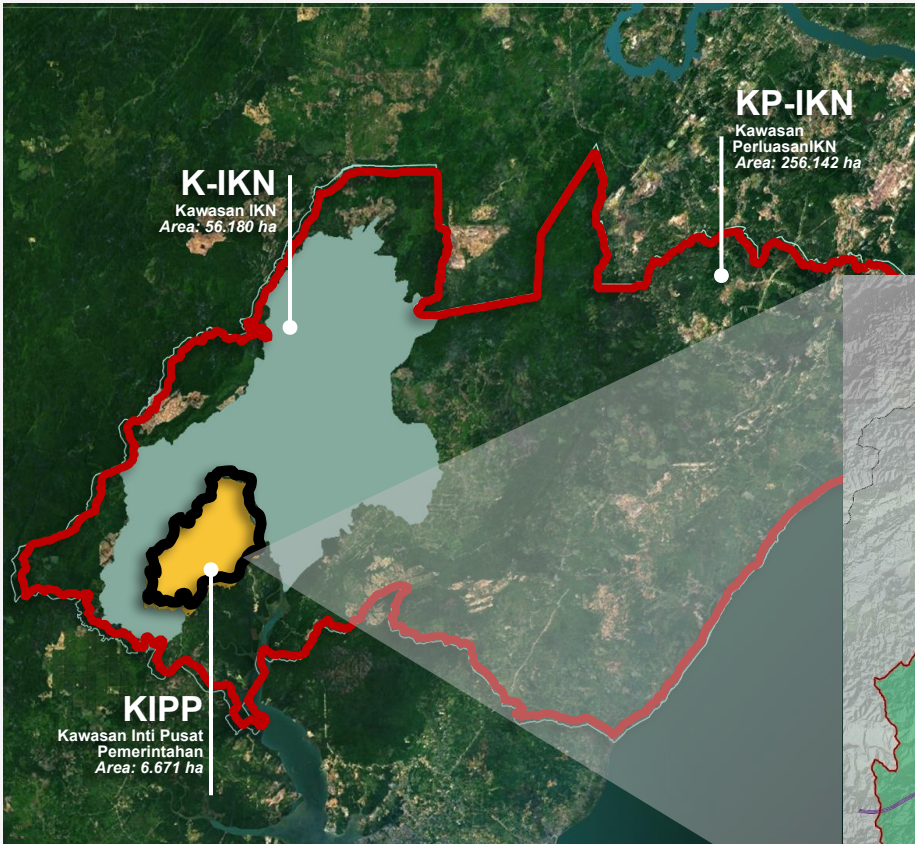 KP-IKN
Kawasan
PerluasanIKN
Area: 256.142 ha
K-IKN
Kawasan IKN
Area: 56.180 ha
KIPP
Kawasan Inti Pusat
Pemerintahan
Area: 6.671 ha